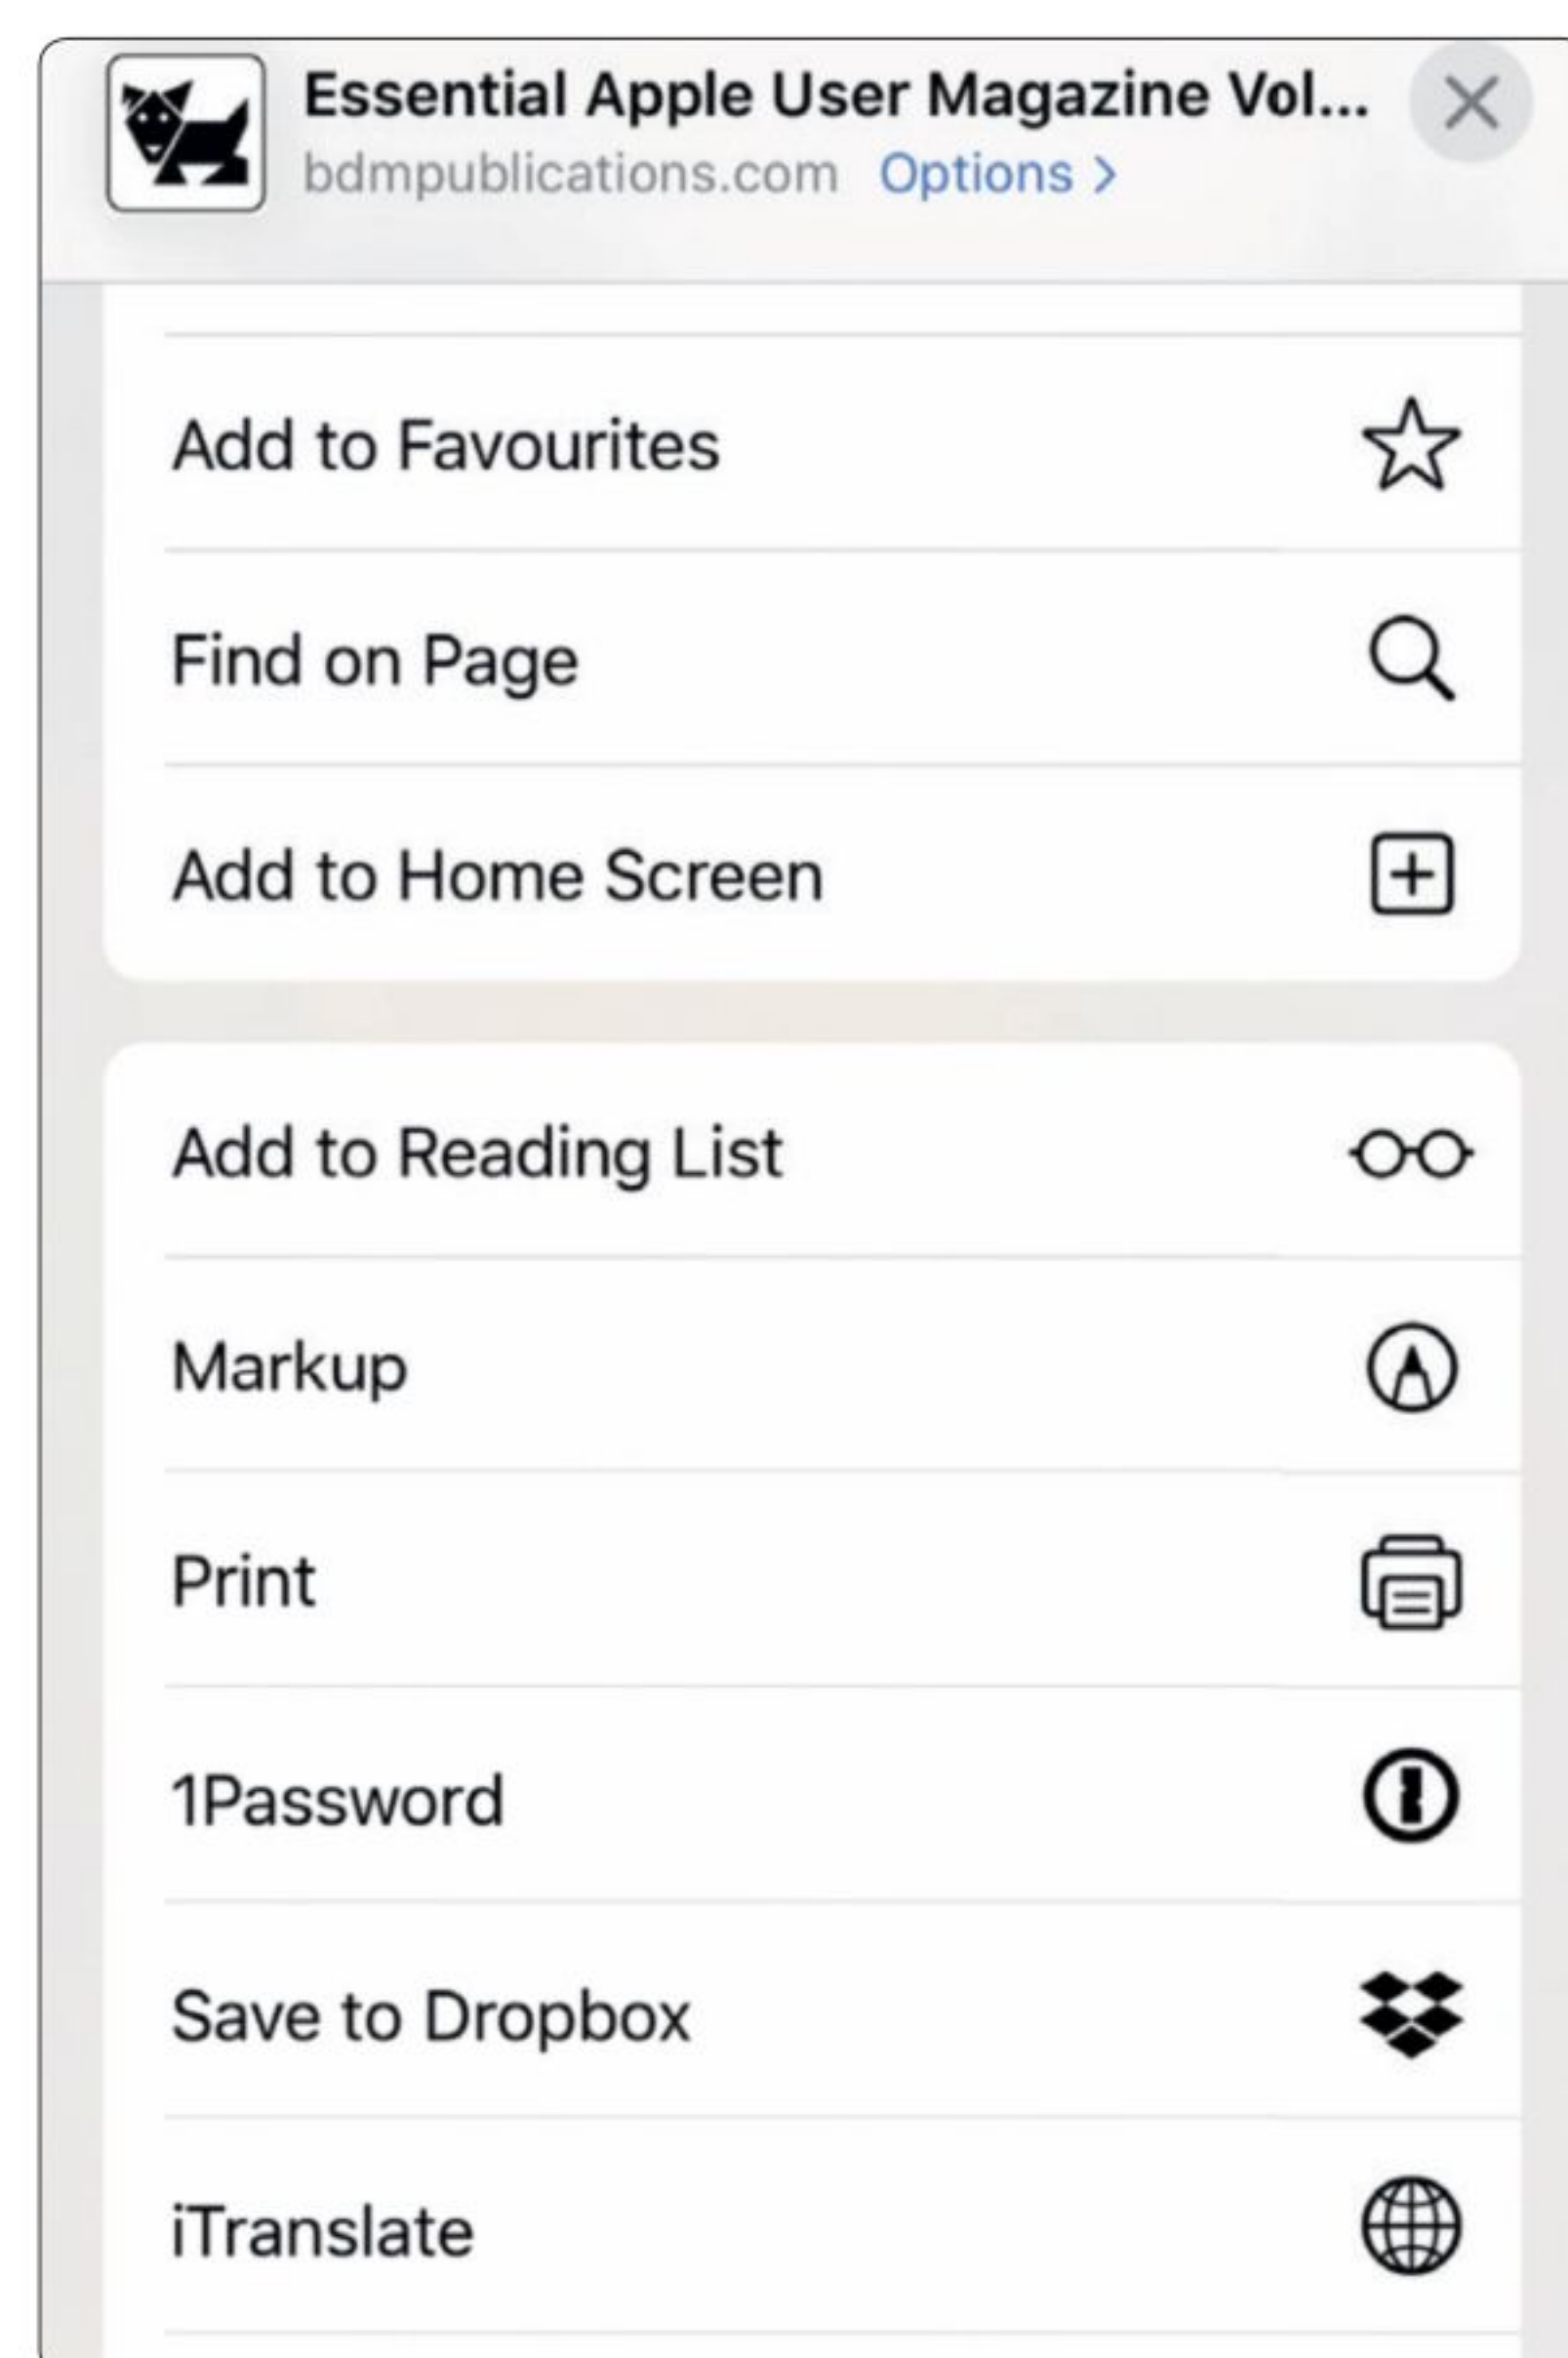 Essential Apple User Magazine Vol...
bdmpublications.com Options >
Add to Favourites
Find on Page
Add to Home Screen
Add to Reading List
Markup
Print
1Password
Save to Dropbox
iTranslate